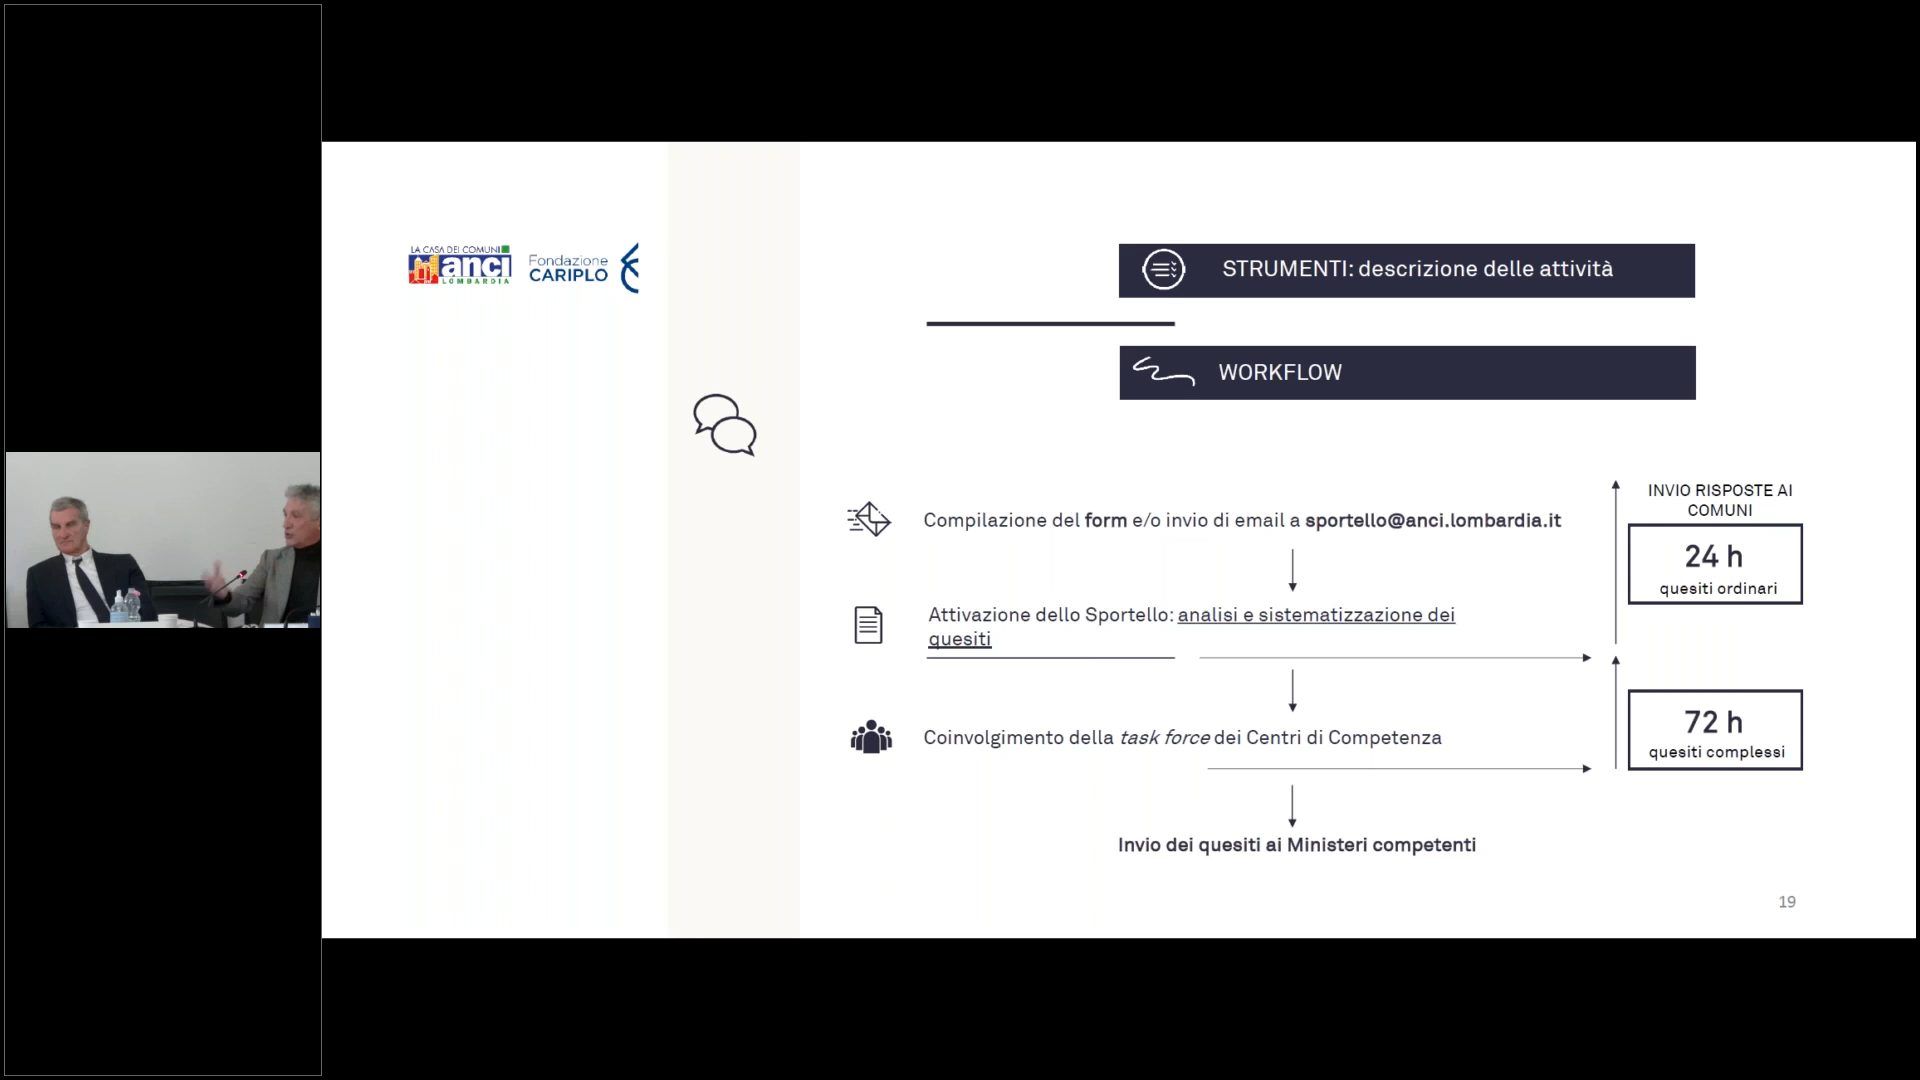 LA CASA DEI COMUNI
anci
LOMBARDIA
Fondazione
CARIPLO
STRUMENTI: descrizione delle attività
WORKFLOW
Compilazione del form e/o invio di email a sportello@anci.lombardia.it
Attivazione dello Sportello: analisi e sistematizzazione dei
quesiti
Coinvolgimento della task force dei Centri di Competenza
Invio dei quesiti ai Ministeri competenti
INVIO RISPOSTE AI
COMUNI
24 h
quesiti ordinari
72 h
quesiti complessi
19